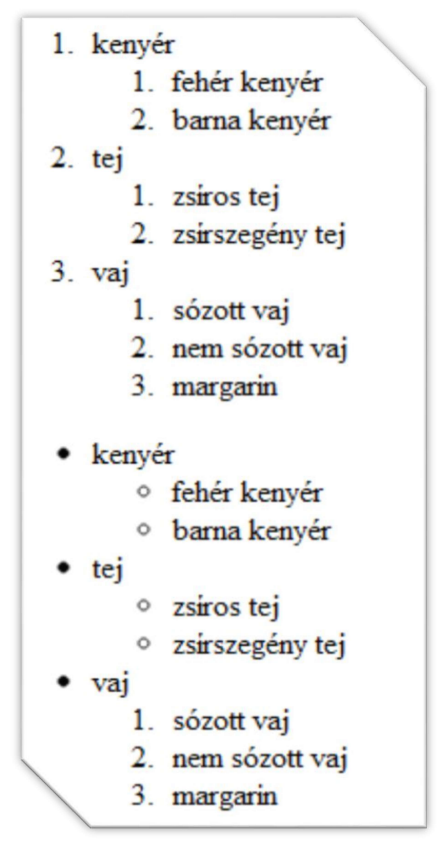 1. kenyér
1. fehér kenyér
2. barna kenyér
2. tej
1. zsíros tej
2. zsírszegény tej
3. vaj
1. sózott vaj
2. nem sózott vaj
3. margarin
• kenyér
○ fehér kenyér
○ barna kenyér
• tej
○ zsíros tej
○ zsírszegény tej
• vaj
1. sózott vaj
2. nem sózott vaj
3. margarin